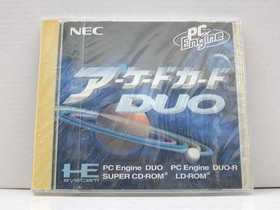 NEC
PC Engine
アーケードカード
DUO
HE system
PC Engine DUO PC Engine DUO-R
SUPER CD-ROM² LD-ROM²